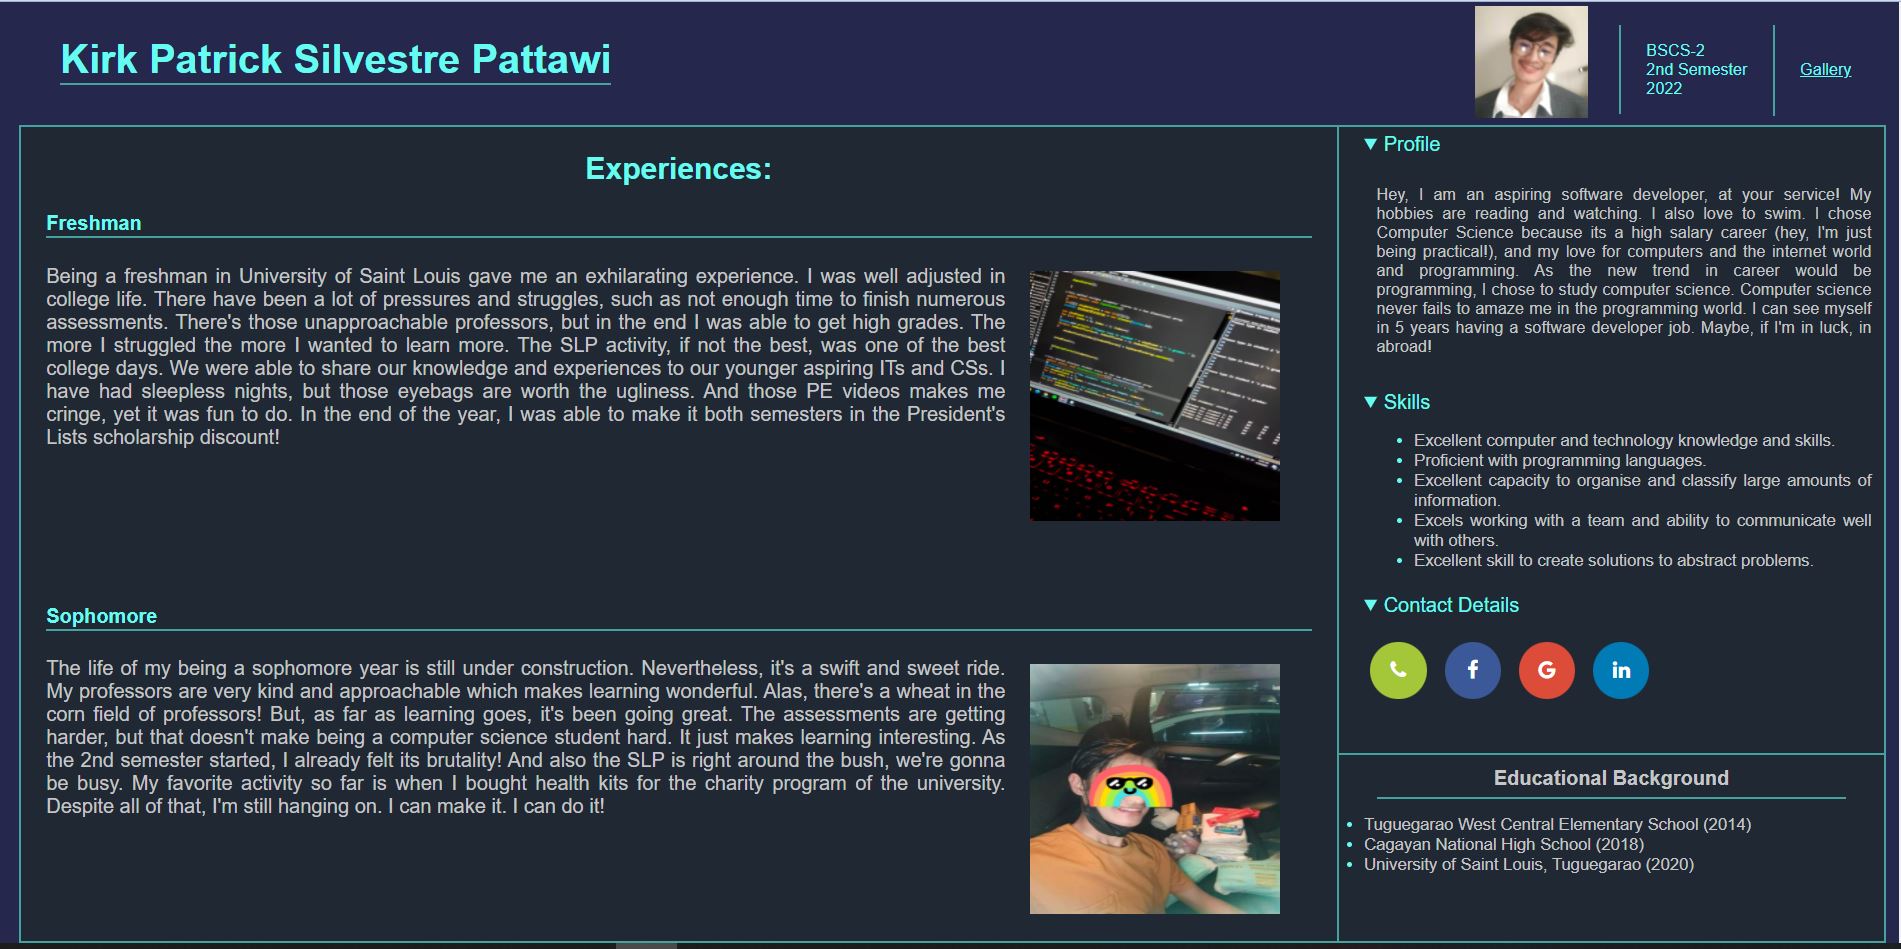 Kirk Patrick Silvestre Pattawi
BSCS-2
2nd Semester
2022
Gallery
Experiences:
Freshman
Being a freshman in University of Saint Louis gave me an exhilarating experience. I was well adjusted in
college life. There have been a lot of pressures and struggles, such as not enough time to finish numerous
assessments. There's those unapproachable professors, but in the end I was able to get high grades. The
more I struggled the more I wanted to learn more. The SLP activity, if not the best, was one of the best
college days. We were able to share our knowledge and experiences to our younger aspiring ITs and CSs. I
have had sleepless nights, but those eyebags are worth the ugliness. And those PE videos makes me
cringe, yet it was fun to do. In the end of the year, I was able to make it both semesters in the President's
Lists scholarship discount!
Sophomore
The life of my being a sophomore year is still under construction. Nevertheless, it's a swift and sweet ride.
My professors are very kind and approachable which makes learning wonderful. Alas, there's a wheat in the
corn field of professors! But, as far as learning goes, it's been going great. The assessments are getting
harder, but that doesn't make being a computer science student hard. It just makes learning interesting. As
the 2nd semester started, I already felt its brutality! And also the SLP is right around the bush, we're gonna
be busy. My favorite activity so far is when I bought health kits for the charity program of the university.
Despite all of that, I'm still hanging on. I can make it. I can do it!
Profile
Hey, I am an aspiring software developer, at your service! My
hobbies are reading and watching. I also love to swim. I chose
Computer Science because its a high salary career (hey, I'm just
being practical!), and my love for computers and the internet world
and programming. As the new trend in career would be
programming, I chose to study computer science. Computer science
never fails to amaze me in the programming world. I can see myself
in 5 years having a software developer job. Maybe, if I'm in luck, in
abroad!
Skills
• Excellent computer and technology knowledge and skills.
• Proficient with programming languages.
• Excellent capacity to organise and classify large amounts of
information.
• Excels working with a team and ability to communicate well
with others.
• Excellent skill to create solutions to abstract problems.
Contact Details
f
G
in
Educational Background
• Tuguegarao West Central Elementary School (2014)
• Cagayan National High School (2018)
• University of Saint Louis, Tuguegarao (2020)